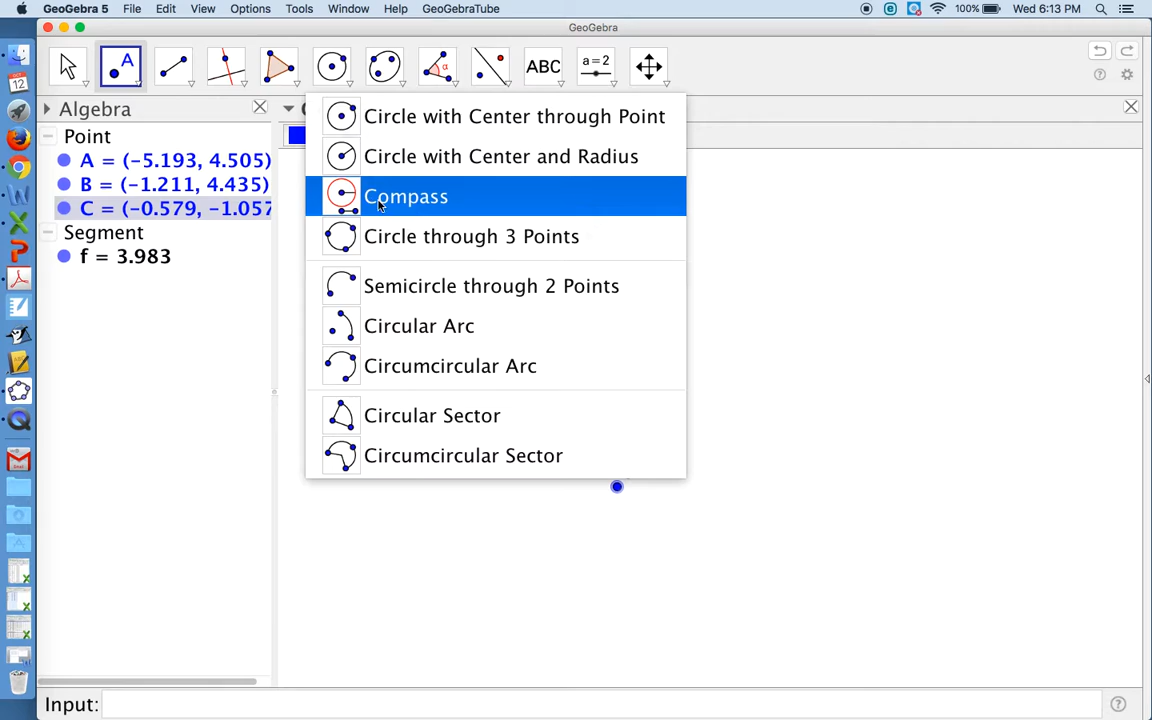 GeoGebra 5 File Edit View Options Tools Window Help GeoGebraTube 100% Wed 6:13 PM
GeoGebra
A ABC a=2
α
Algebra
Point
A = (-5.193, 4.505)
B = (-1.211, 4.435)
C = (-0.579, -1.057
Segment
f = 3.983
Circle with Center through Point
Circle with Center and Radius
Compass
Circle through 3 Points
Semicircle through 2 Points
Circular Arc
Circumcircular Arc
Circular Sector
Circumcircular Sector
Input:
12